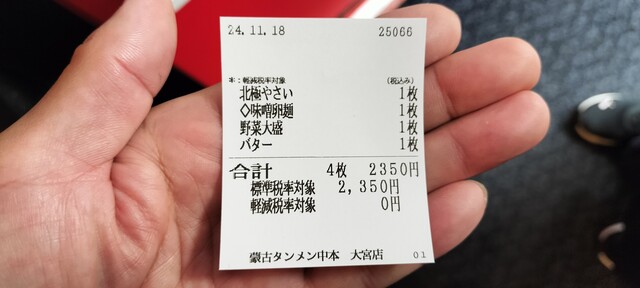 24.11.18 25066
*：軽減税率対象 (税込み)
北極やさい 1枚
◇味噌卵麺 1枚
野菜大盛 1枚
バター 1枚
合計 4枚 2350円
標準税率対象 2,350円
軽減税率対象 0円
蒙古タンメン中本 大宮店 01